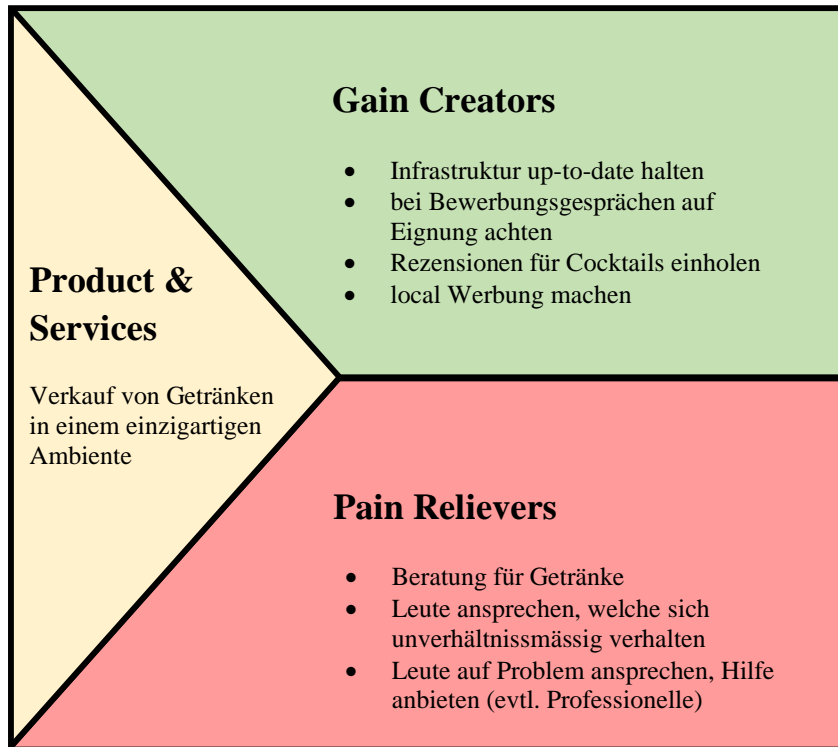 Gain Creators
• Infrastruktur up-to-date halten
• bei Bewerbungsgesprächen auf
Eignung achten
• Rezensionen für Cocktails einholen
• local Werbung machen
Product &
Services
Verkauf von Getränken
in einem einzigartigen
Ambiente
Pain Relievers
• Beratung für Getränke
• Leute ansprechen, welche sich
unverhältnissmässig verhalten
• Leute auf Problem ansprechen, Hilfe
anbieten (evtl. Professionelle)